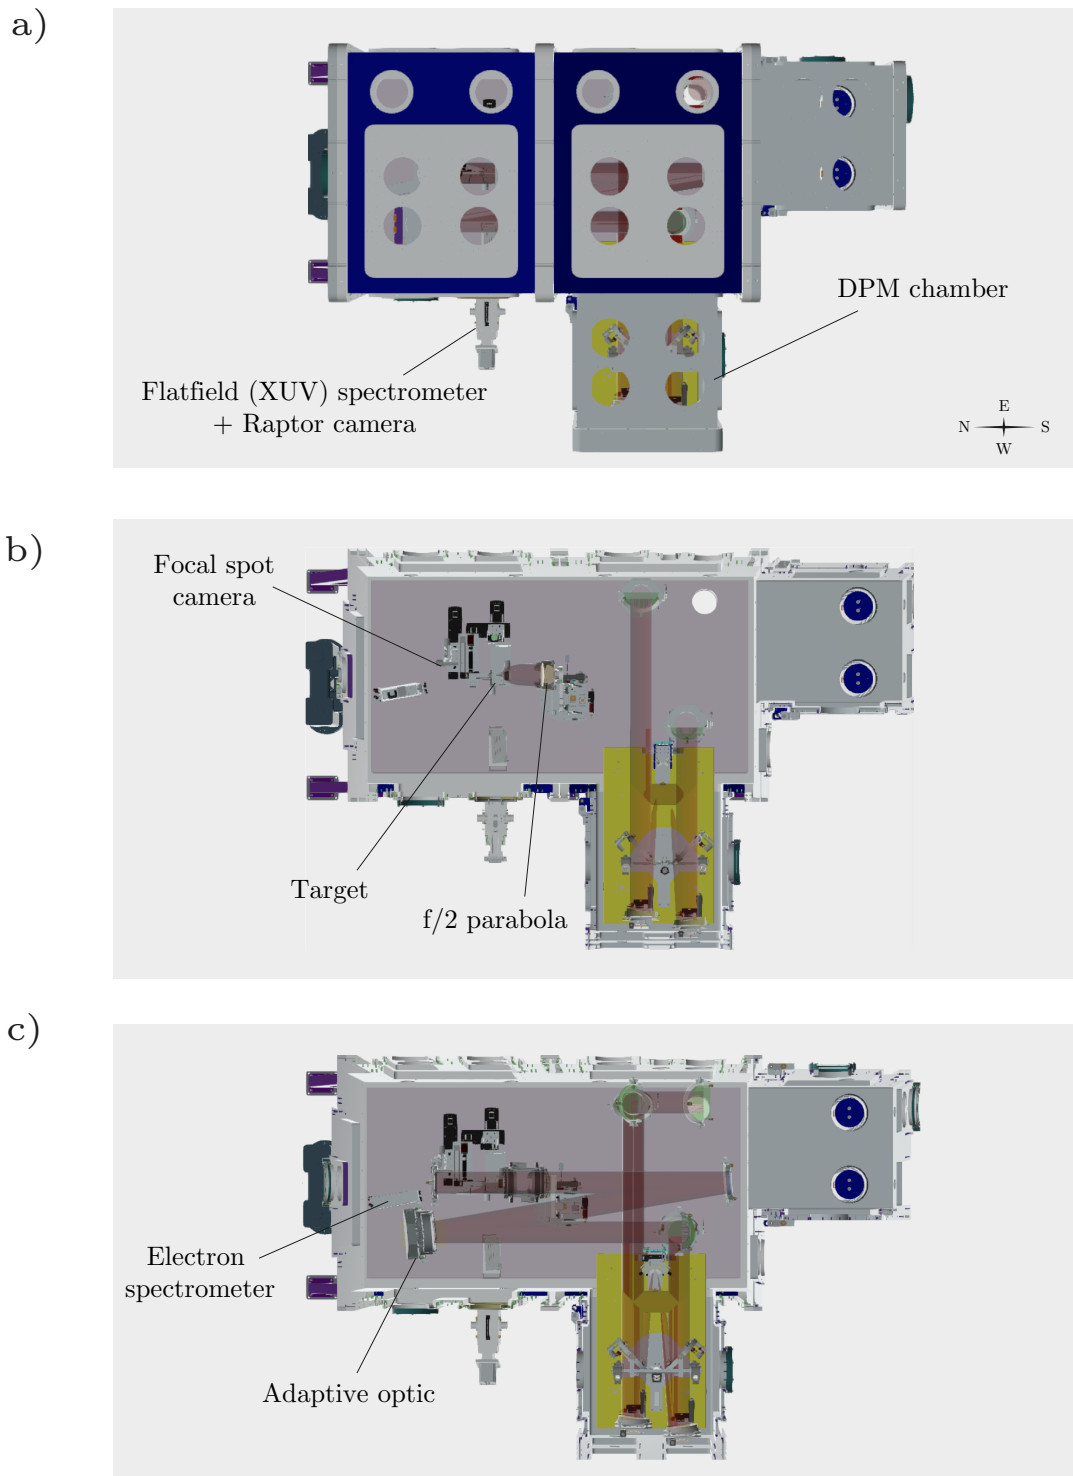 a)
DPM chamber
Flatfield (XUV) spectrometer
+ Raptor camera
E
N S
W
b)
Focal spot
camera
Target
f/2 parabola
c)
Electron
spectrometer
Adaptive optic